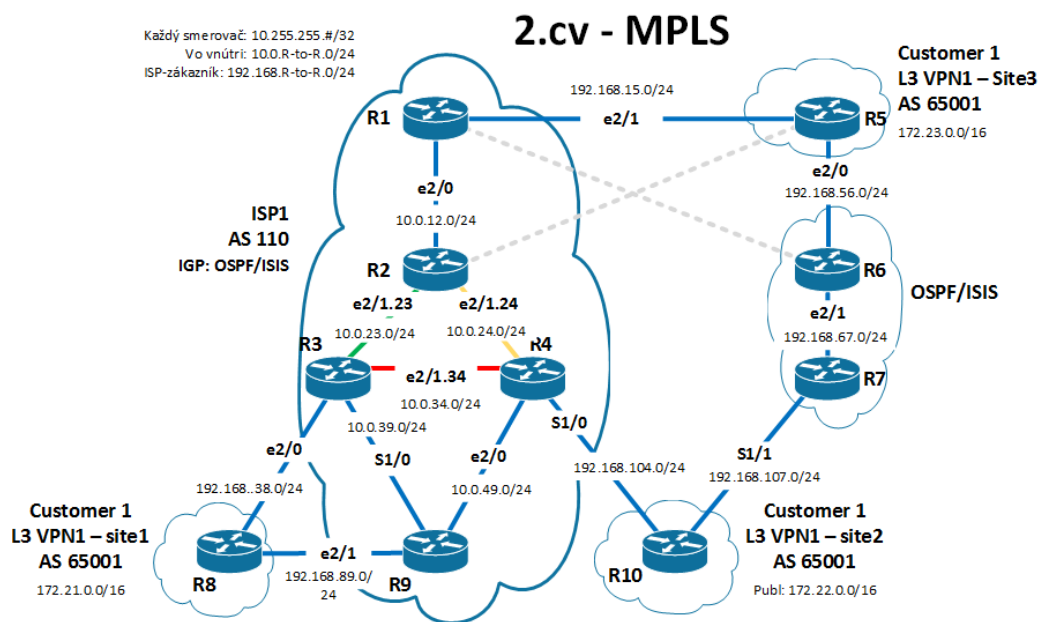 2.cv - MPLS
Každý smerovač: 10.255.255.#/32
Vo vnútri: 10.0.R-to-R.0/24
ISP-zákazník: 192.168.R-to-R.0/24
Customer 1
L3 VPN1 – Site3
AS 65001
172.23.0.0/16
192.168.15.0/24
R1
e2/1
R5
e2/0
192.168.56.0/24
e2/0
10.0.12.0/24
ISP1
AS 110
IGP: OSPF/ISIS
R2
R6
OSPF/ISIS
e2/1.23
e2/1.24
10.0.23.0/24
10.0.24.0/24
e2/1
192.168.67.0/24
R3
R4
e2/1.34
10.0.34.0/24
R7
10.0.39.0/24
S1/0
e2/0
S1/0
e2/0
192.168.104.0/24
S1/1
192.168.107.0/24
192.168..38.0/24
10.0.49.0/24
Customer 1
L3 VPN1 – site1
AS 65001
172.21.0.0/16
R8
e2/1
192.168.89.0/
24
R9
R10
Customer 1
L3 VPN1 – site2
AS 65001
Publ: 172.22.0.0/16